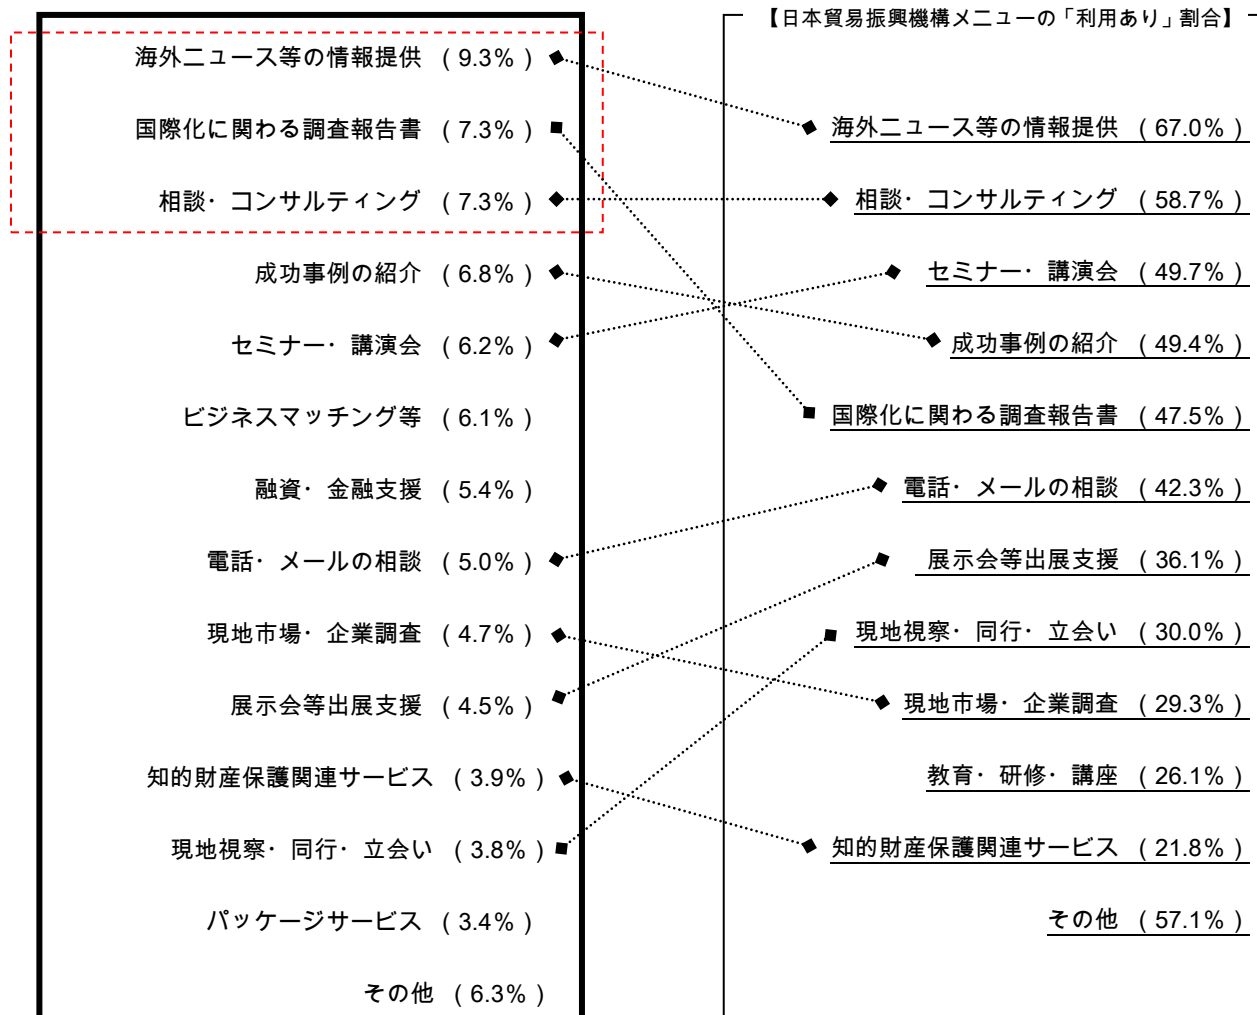 海外ニュース等の情報提供 （9.3%）
国際化に関わる調査報告書 （7.3%）
相談・コンサルティング （7.3%）
成功事例の紹介 （6.8%）
セミナー・講演会 （6.2%）
ビジネスマッチング等 （6.1%）
融資・金融支援 （5.4%）
電話・メールの相談 （5.0%）
現地市場・企業調査 （4.7%）
展示会等出展支援 （4.5%）
知的財産保護関連サービス （3.9%）
現地視察・同行・立会い （3.8%）
パッケージサービス （3.4%）
その他 （6.3%）
【日本貿易振興機構メニューの「利用あり」割合】
海外ニュース等の情報提供 （67.0%）
相談・コンサルティング （58.7%）
セミナー・講演会 （49.7%）
成功事例の紹介 （49.4%）
国際化に関わる調査報告書 （47.5%）
電話・メールの相談 （42.3%）
展示会等出展支援 （36.1%）
現地視察・同行・立会い （30.0%）
現地市場・企業調査 （29.3%）
教育・研修・講座 （26.1%）
知的財産保護関連サービス （21.8%）
その他 （57.1%）